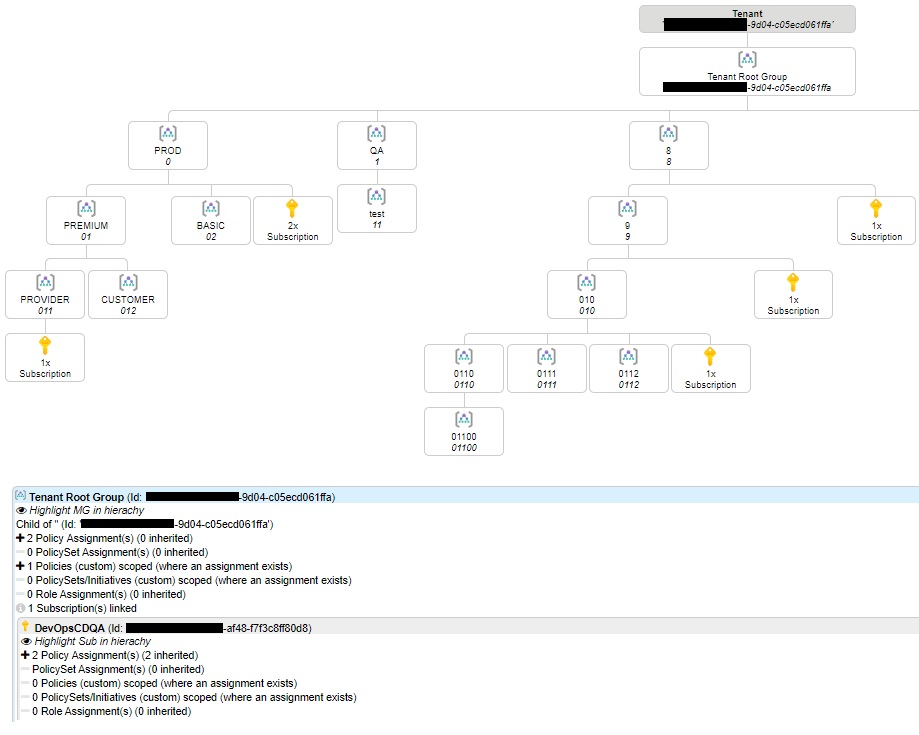 Tenant
'-9d04-c05ecd061ffa'
Tenant Root Group
-9d04-c05ecd061ffa
PROD
0
QA
1
8
8
PREMIUM
01
BASIC
02
2x
Subscription
test
11
9
9
1x
Subscription
PROVIDER
011
CUSTOMER
012
010
010
1x
Subscription
1x
Subscription
0110
0110
0111
0111
0112
0112
1x
Subscription
01100
01100
Tenant Root Group (Id: -9d04-c05ecd061ffa)
Highlight MG in hierachy
Child of '' (Id: '-9d04-c05ecd061ffa')
2 Policy Assignment(s) (0 inherited)
0 PolicySet Assignment(s) (0 inherited)
1 Policies (custom) scoped (where an assignment exists)
0 PolicySets/Initiatives (custom) scoped (where an assignment exists)
0 Role Assignment(s) (0 inherited)
1 Subscription(s) linked
DevOpsCDQA (Id: -af48-f7f3c8ff80d8)
Highlight Sub in hierachy
2 Policy Assignment(s) (2 inherited)
PolicySet Assignment(s) (0 inherited)
0 Policies (custom) scoped (where an assignment exists)
0 PolicySets/Initiatives (custom) scoped (where an assignment exists)
0 Role Assignment(s) (0 inherited)